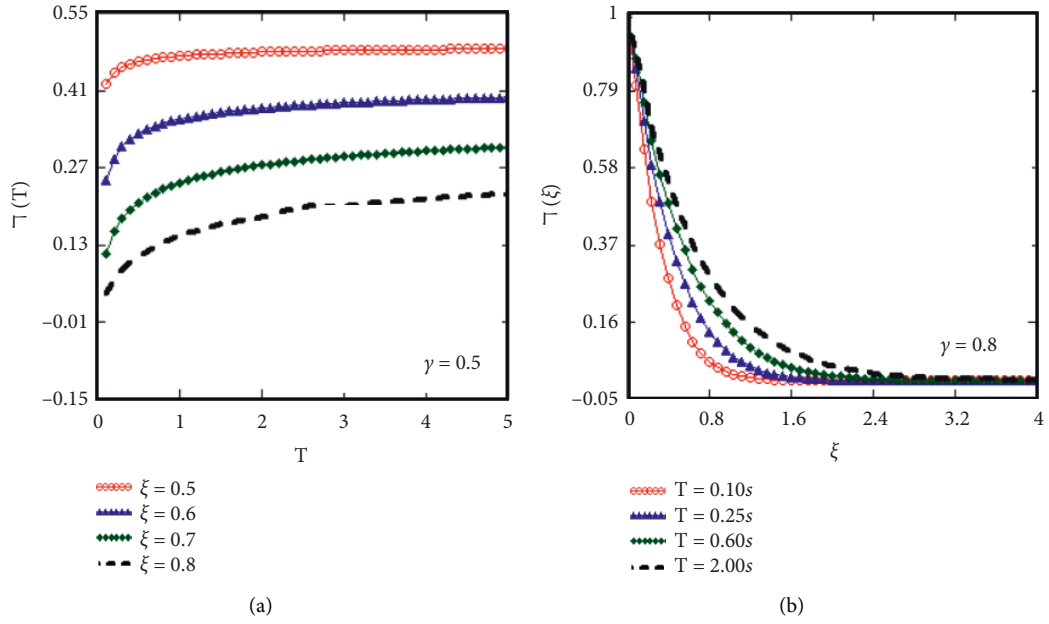 0.55
0.41
0.27
0.13
–0.01
–0.15
ㄇ (T)
0
1
2
3
4
5
T
γ = 0.5
ξ = 0.5
ξ = 0.6
ξ = 0.7
ξ = 0.8
(a)
1
0.79
0.58
0.37
0.16
–0.05
ㄇ (ξ)
0
0.8
1.6
2.4
3.2
4
ξ
γ = 0.8
T = 0.10s
T = 0.25s
T = 0.60s
T = 2.00s
(b)